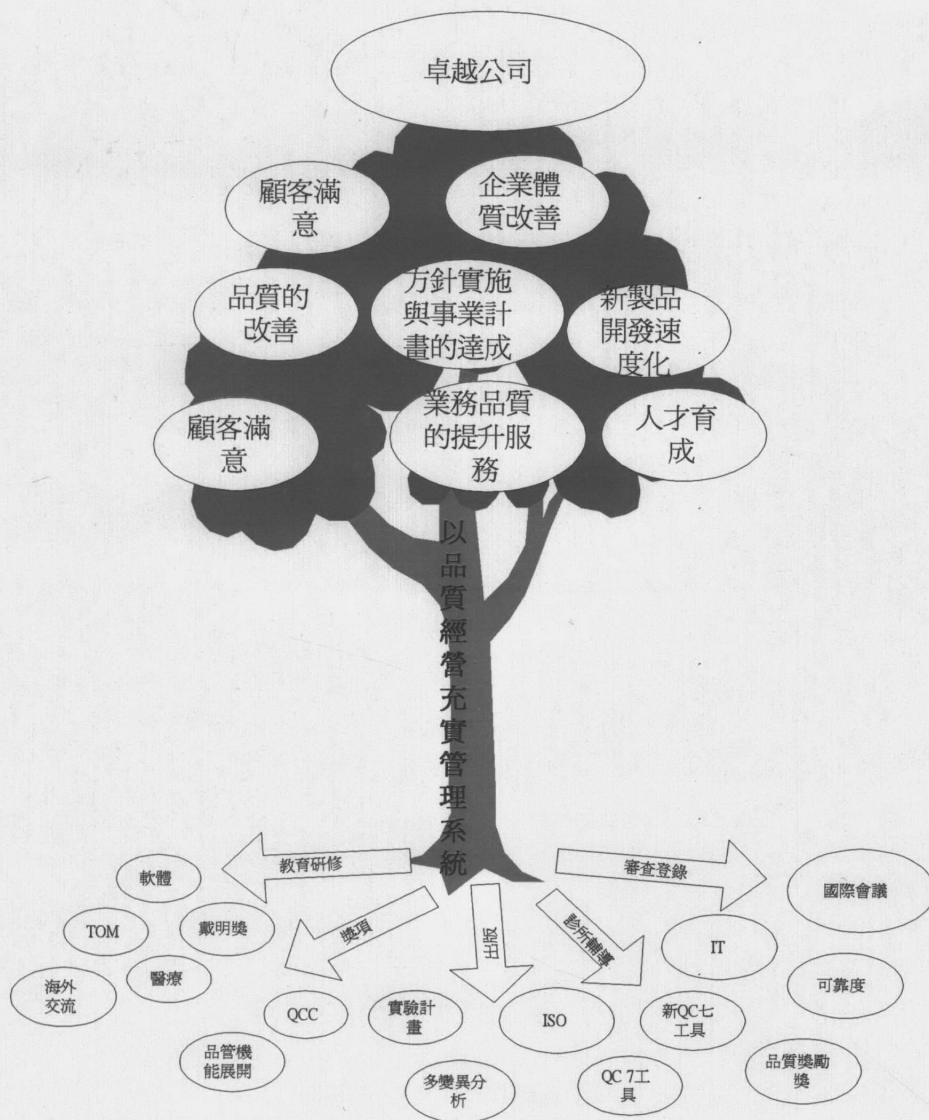 卓越公司
顧客滿
意
企業體
質改善
品質的
改善
方針實施
與事業計
畫的達成
新製品
開發速
度化
顧客滿
意
業務品質
的提升服
務
人才育
成
以品質經營充實管理系統
教育研修
審查登錄
獎項
出版
診所輔導
軟體
國際會議
TQM
戴明獎
IT
醫療
海外
交流
可靠度
QCC
實驗計
畫
ISO
新QC七
工具
品管機
能展開
品質獎勵
獎
多變異分
析
QC 7工
具